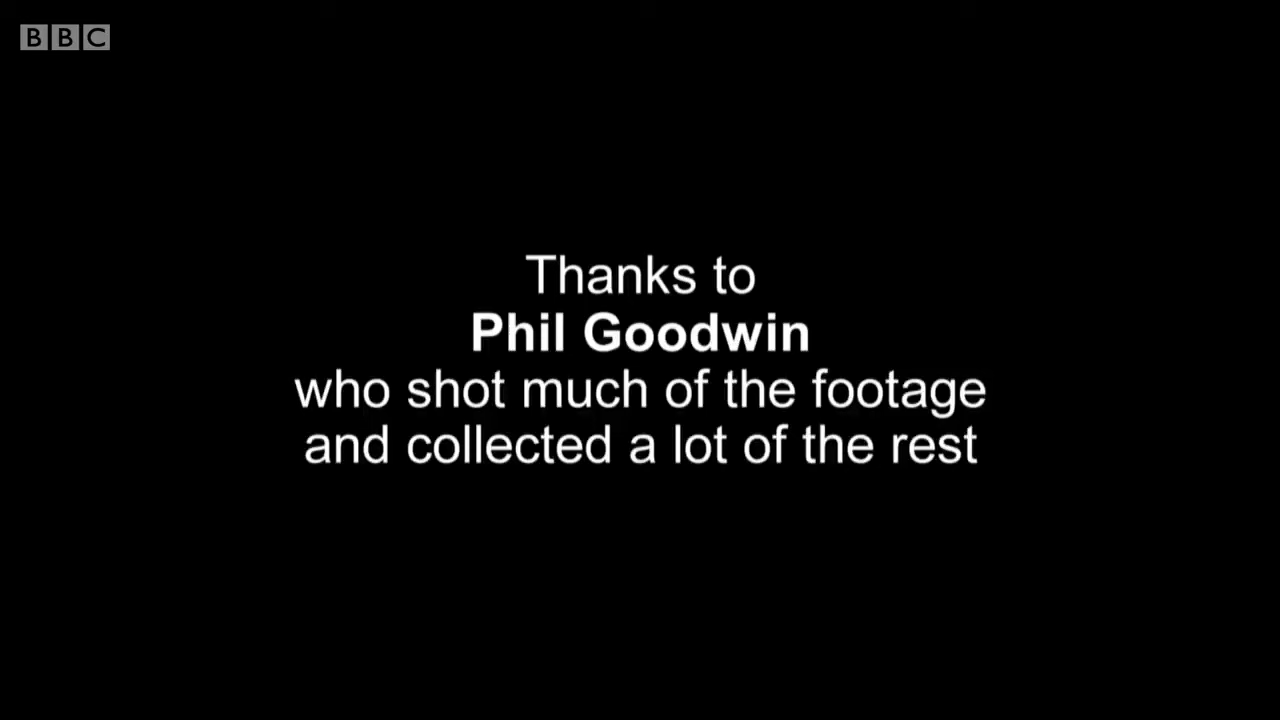 BBC
Thanks to
Phil Goodwin
who shot much of the footage
and collected a lot of the rest